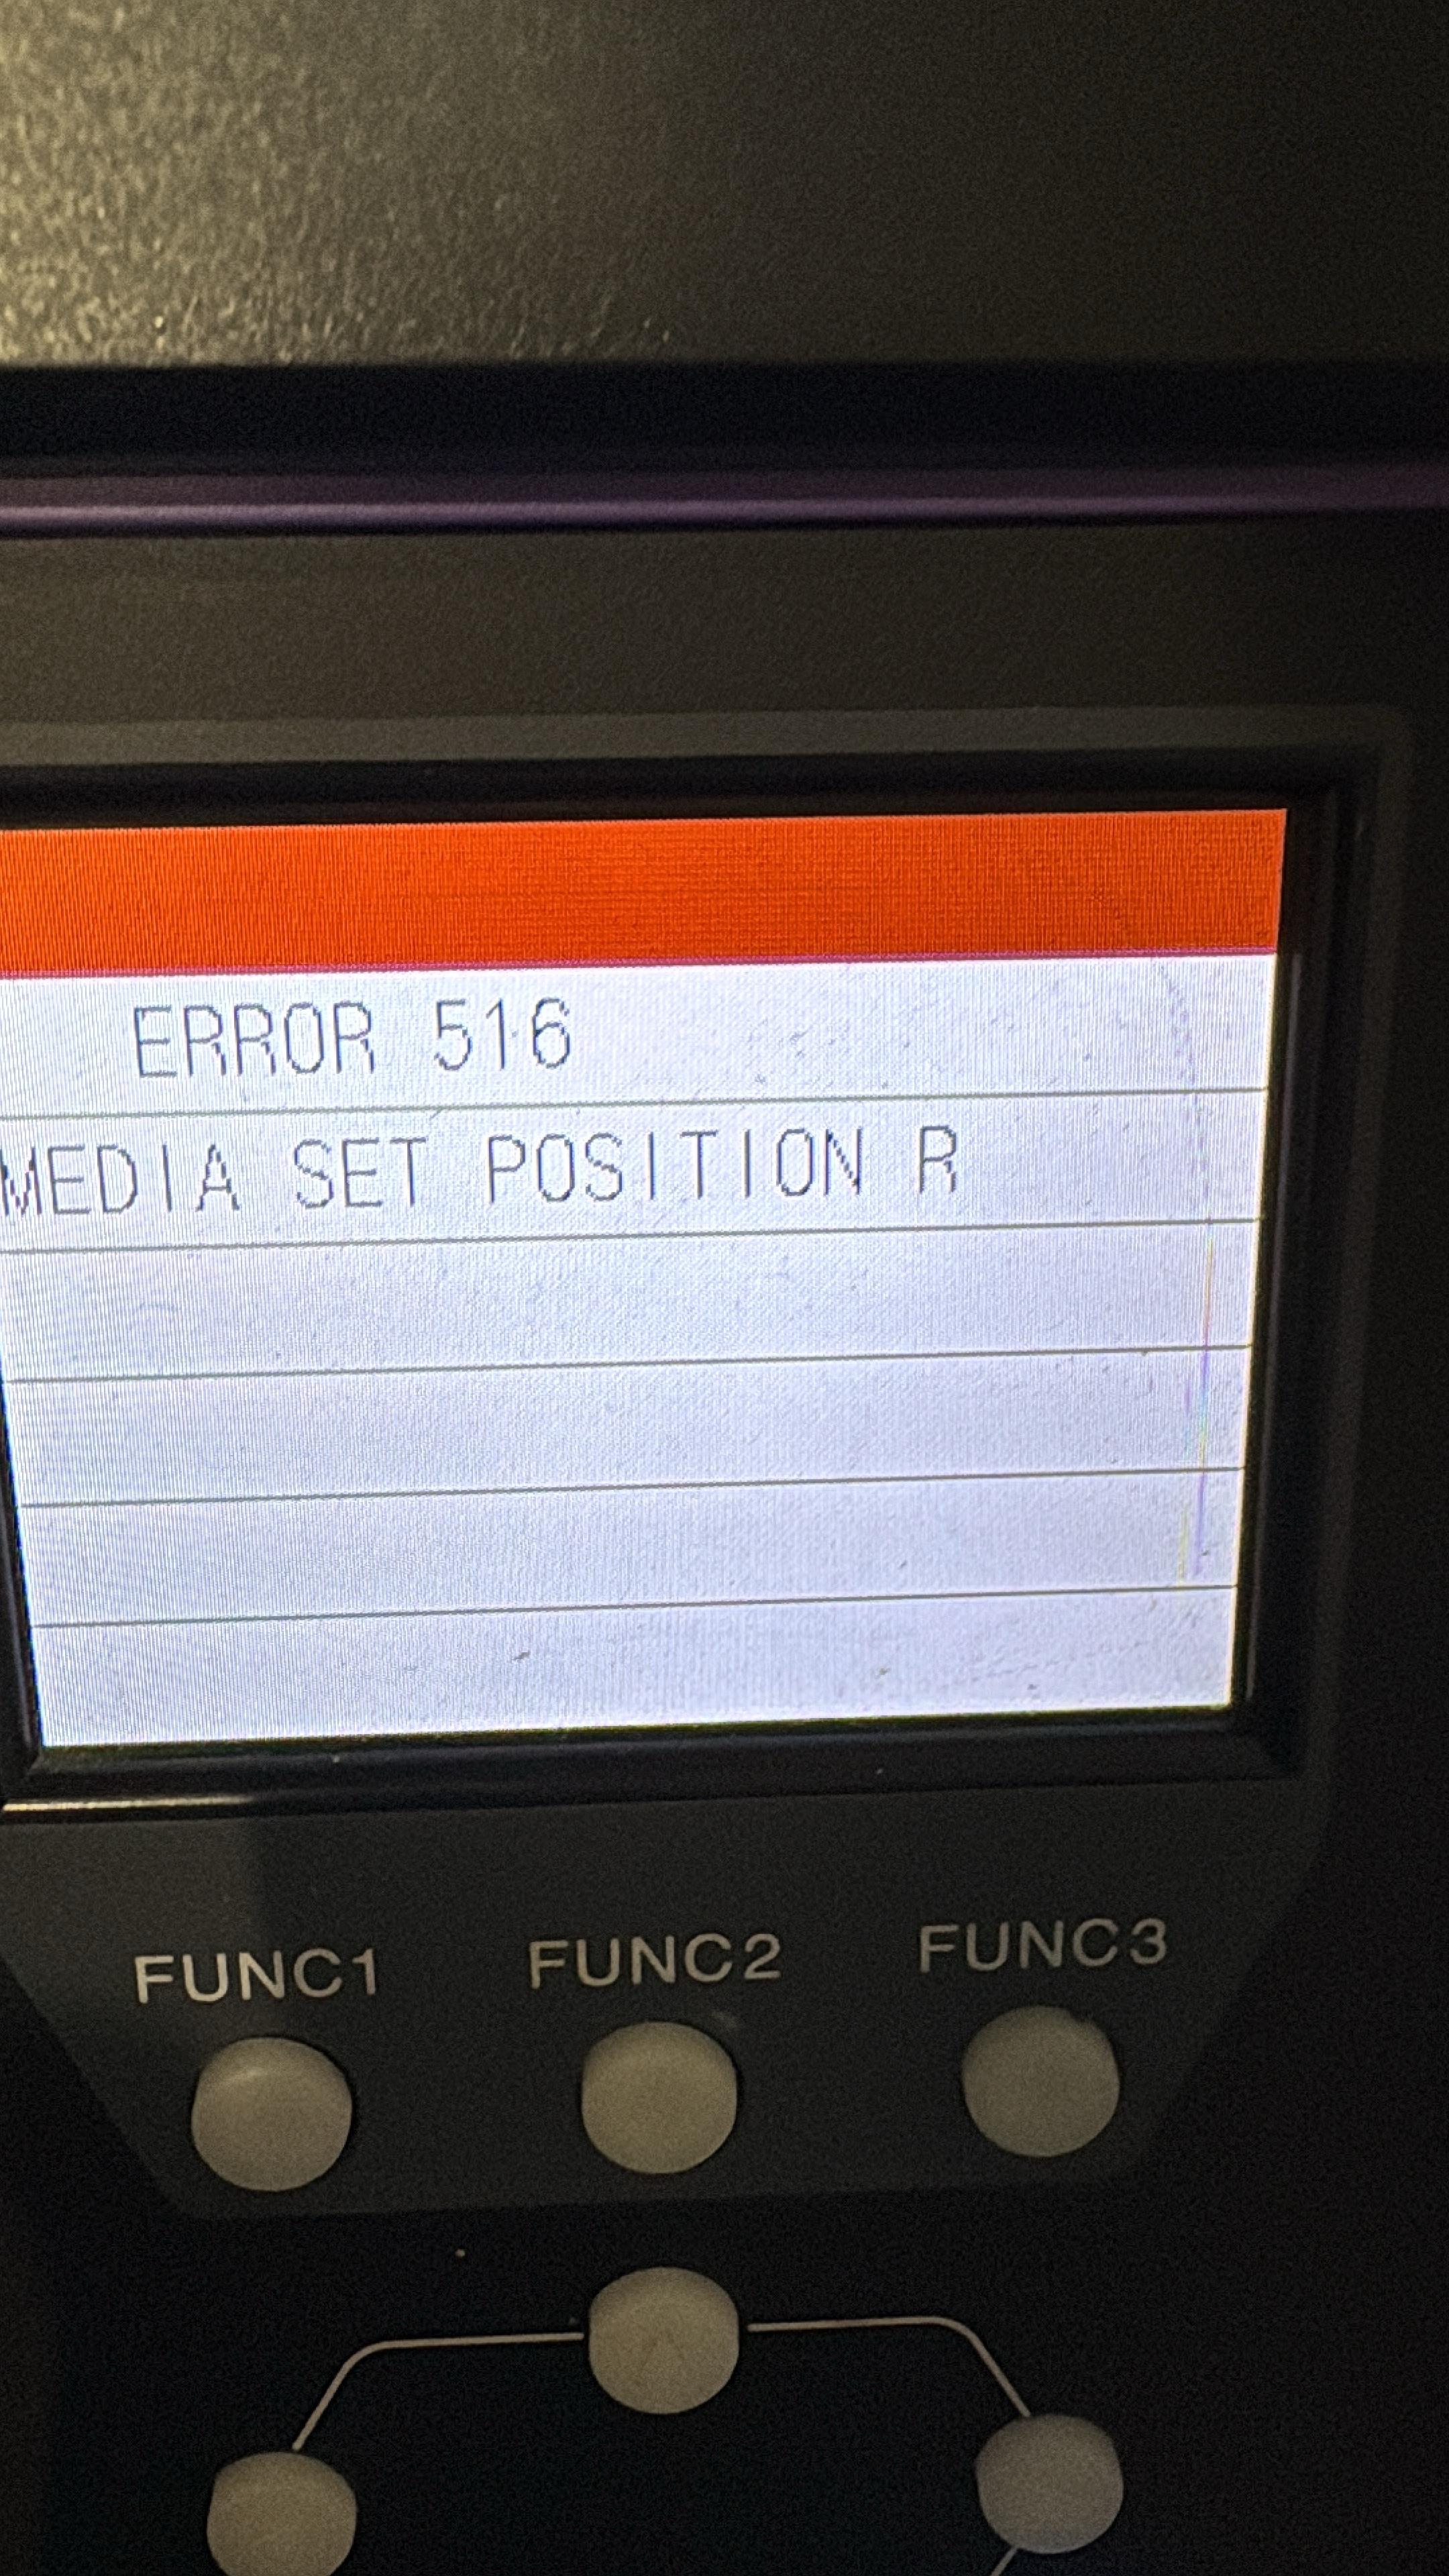 ERROR 516
MEDIA SET POSITION R
FUNC1 FUNC2 FUNC3